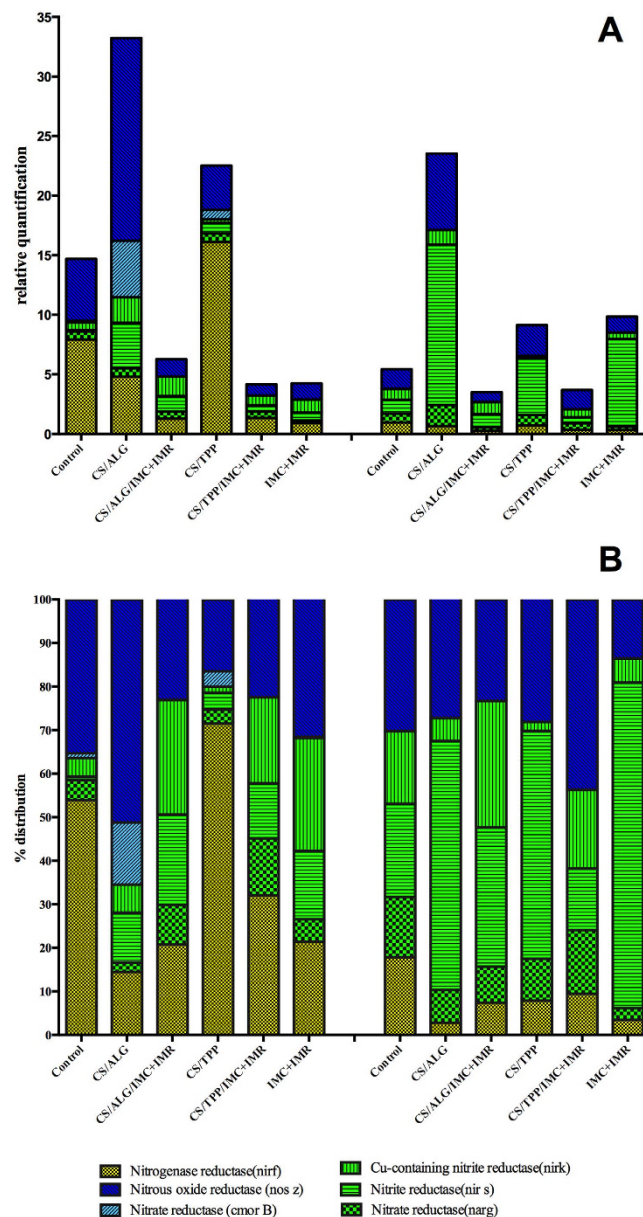 A
35
30
25
20
15
10
5
0
relative quantification
Control
CS/ALG
CS/ALG/IMC+IMR
CS/TPP
CS/TPP/IMC+IMR
IMC+IMR
Control
CS/ALG
CS/ALG/IMC+IMR
CS/TPP
CS/TPP/IMC+IMR
IMC+IMR
B
100
90
80
70
60
50
40
30
20
10
0
% distribution
Control
CS/ALG
CS/ALG/IMC+IMR
CS/TPP
CS/TPP/IMC+IMR
IMC+IMR
Control
CS/ALG
CS/ALG/IMC+IMR
CS/TPP
CS/TPP/IMC+IMR
IMC+IMR
Nitrogenase reductase(nirf)
Nitrous oxide reductase (nos z)
Nitrate reductase (cmor B)
Cu-containing nitrite reductase(nirk)
Nitrite reductase(nir s)
Nitrate reductase(narg)